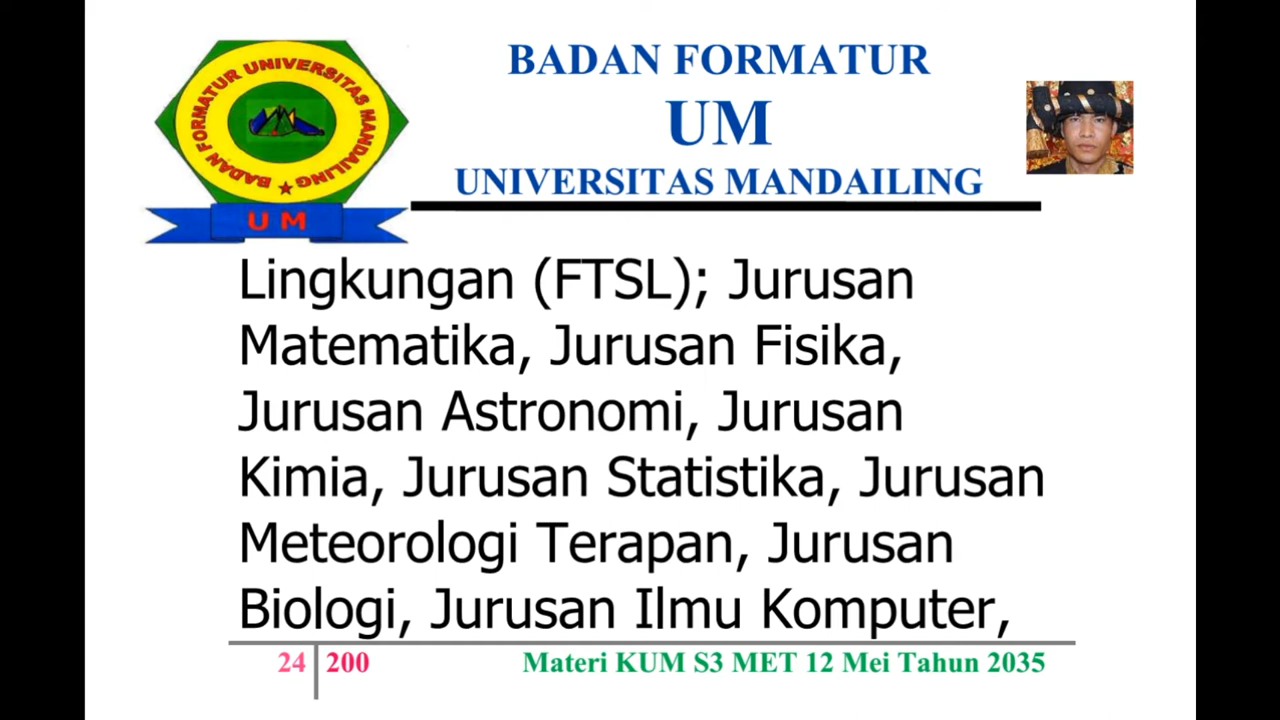 BADAN FORMATUR UNIVERSITAS MANDAILING
U M
BADAN FORMATUR
UM
UNIVERSITAS MANDAILING
Lingkungan (FTSL); Jurusan
Matematika, Jurusan Fisika,
Jurusan Astronomi, Jurusan
Kimia, Jurusan Statistika, Jurusan
Meteorologi Terapan, Jurusan
Biologi, Jurusan Ilmu Komputer,
24 200 Materi KUM S3 MET 12 Mei Tahun 2035